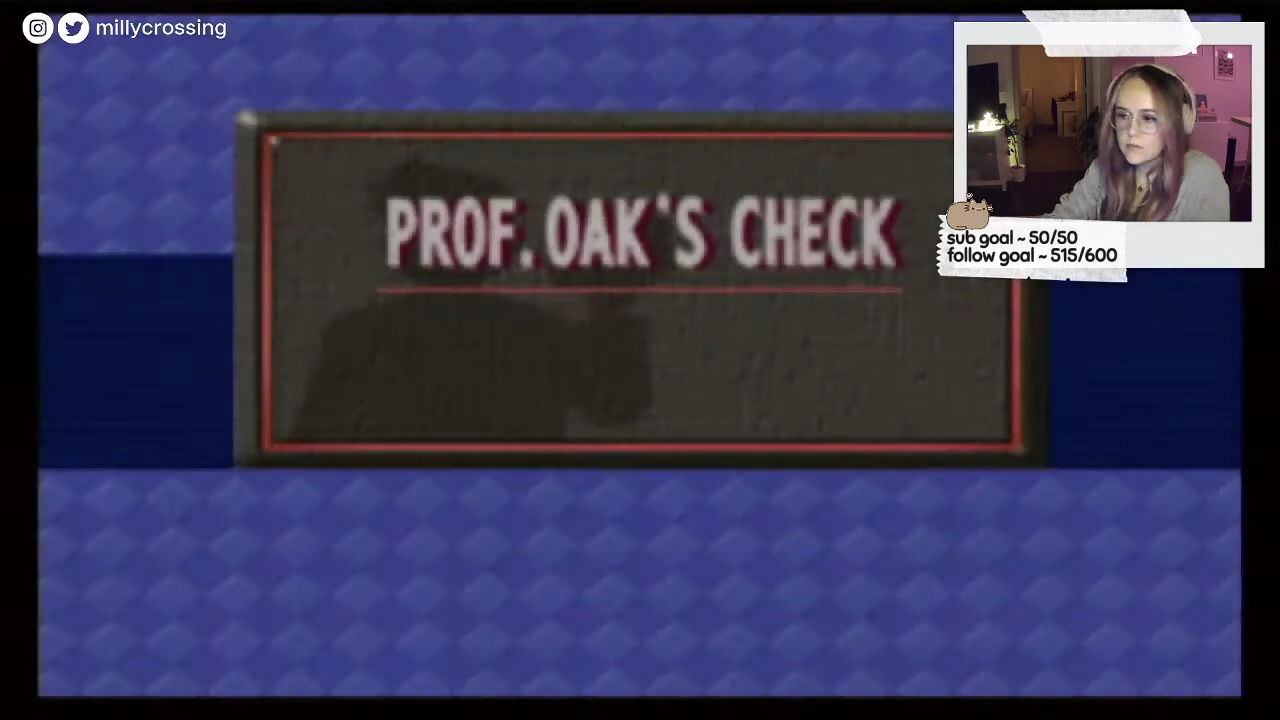 millycrossing
PROF. OAK'S CHECK
sub goal ~ 50/50
follow goal ~ 515/600